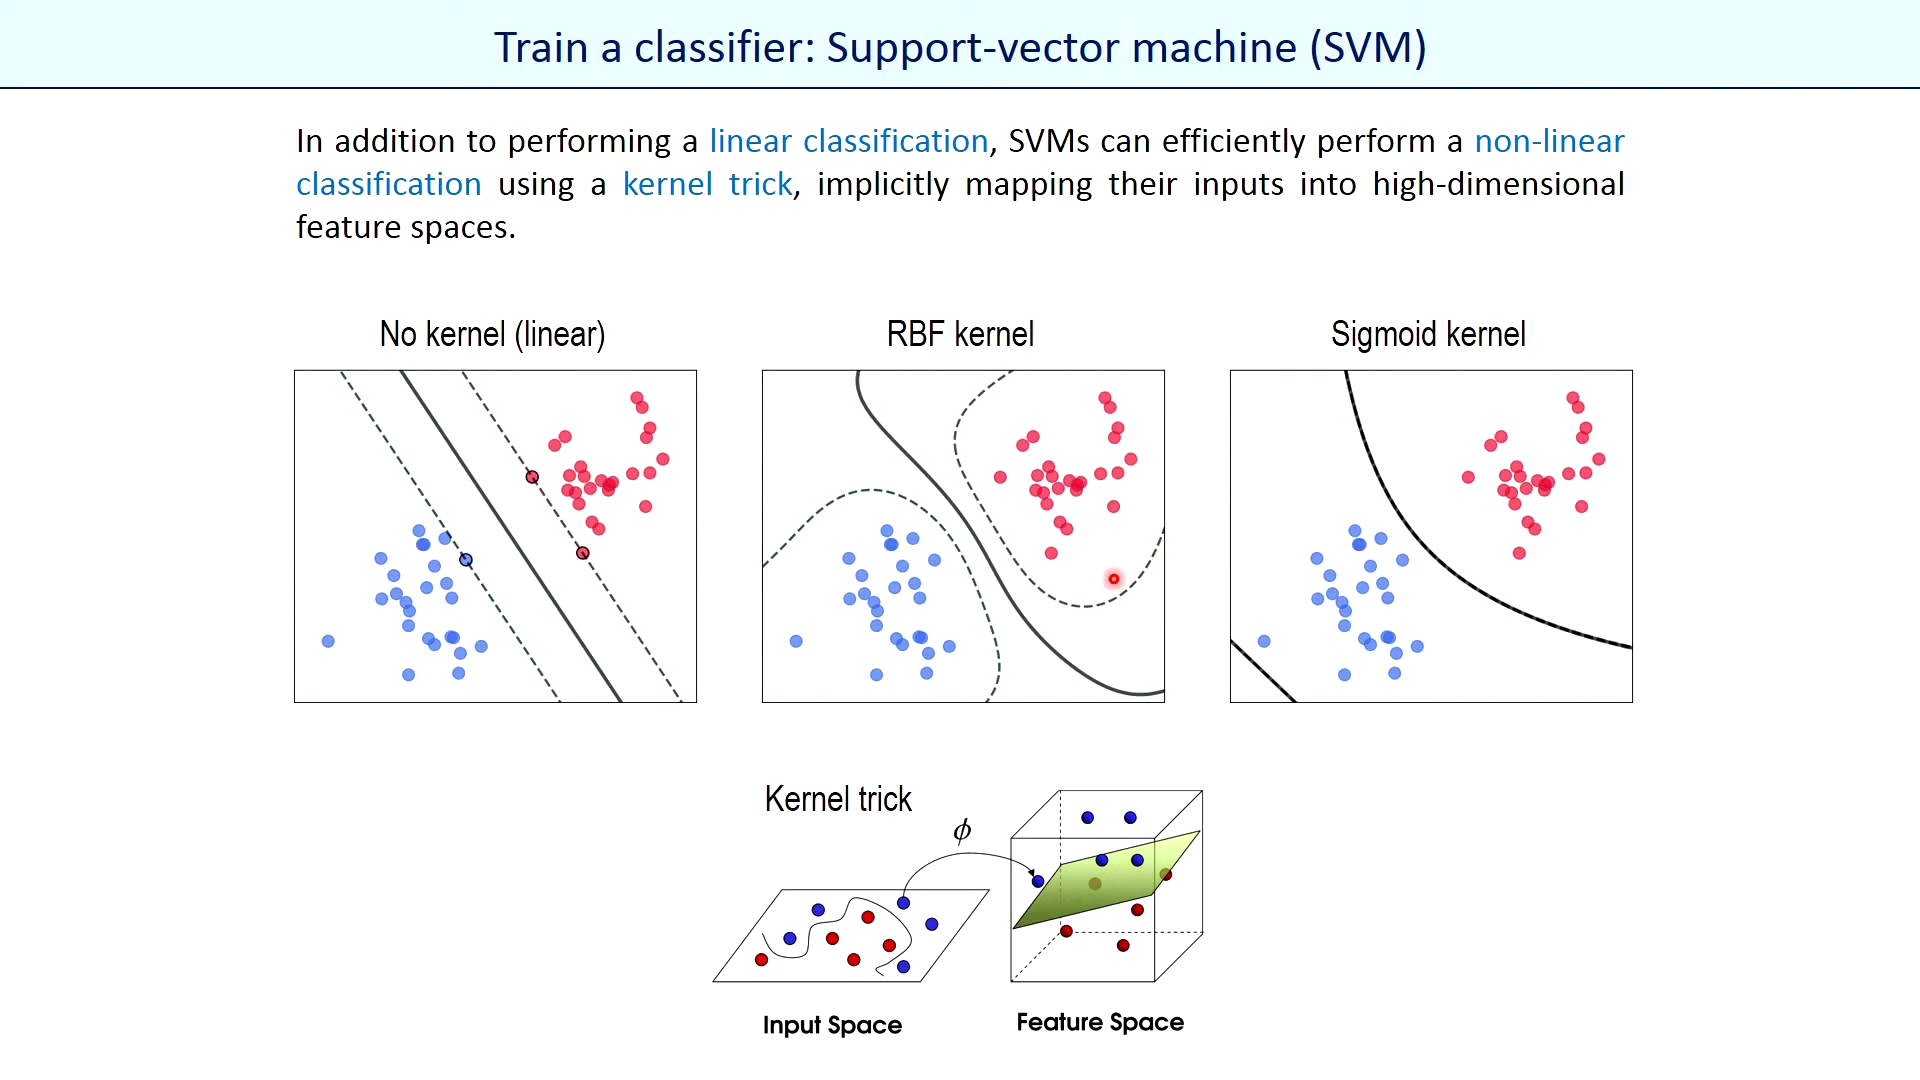 Train a classifier: Support-vector machine (SVM)
In addition to performing a linear classification, SVMs can efficiently perform a non-linear
classification using a kernel trick, implicitly mapping their inputs into high-dimensional
feature spaces.
No kernel (linear)
RBF kernel
Sigmoid kernel
Kernel trick
ϕ
Input Space
Feature Space